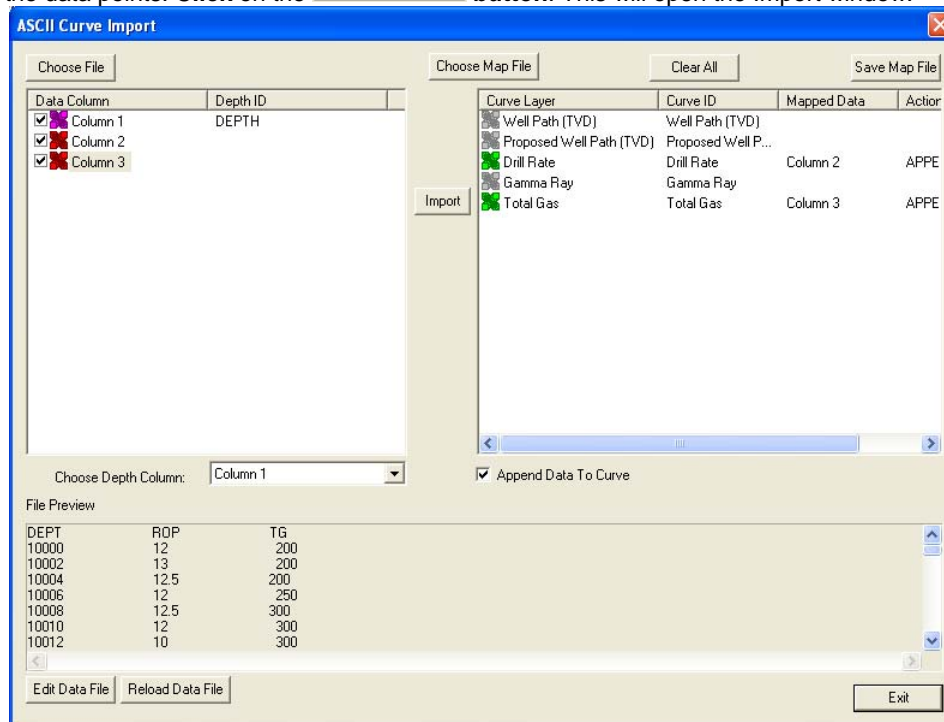 ASCII Curve Import
Choose File
Choose Map File
Clear All
Save Map File
Data Column Depth ID
Column 1 DEPTH
Column 2
Column 3
Import
Curve Layer Curve ID Mapped Data Action
Well Path (TVD) Well Path (TVD)
Proposed Well Path (TVD) Proposed Well P...
Drill Rate Drill Rate Column 2 APPE
Gamma Ray Gamma Ray
Total Gas Total Gas Column 3 APPE
Choose Depth Column: Column 1
Append Data To Curve
File Preview
DEPT ROP TG
10000 12 200
10002 13 200
10004 12.5 200
10006 12 250
10008 12.5 300
10010 12 300
10012 10 300
Edit Data File
Reload Data File
Exit